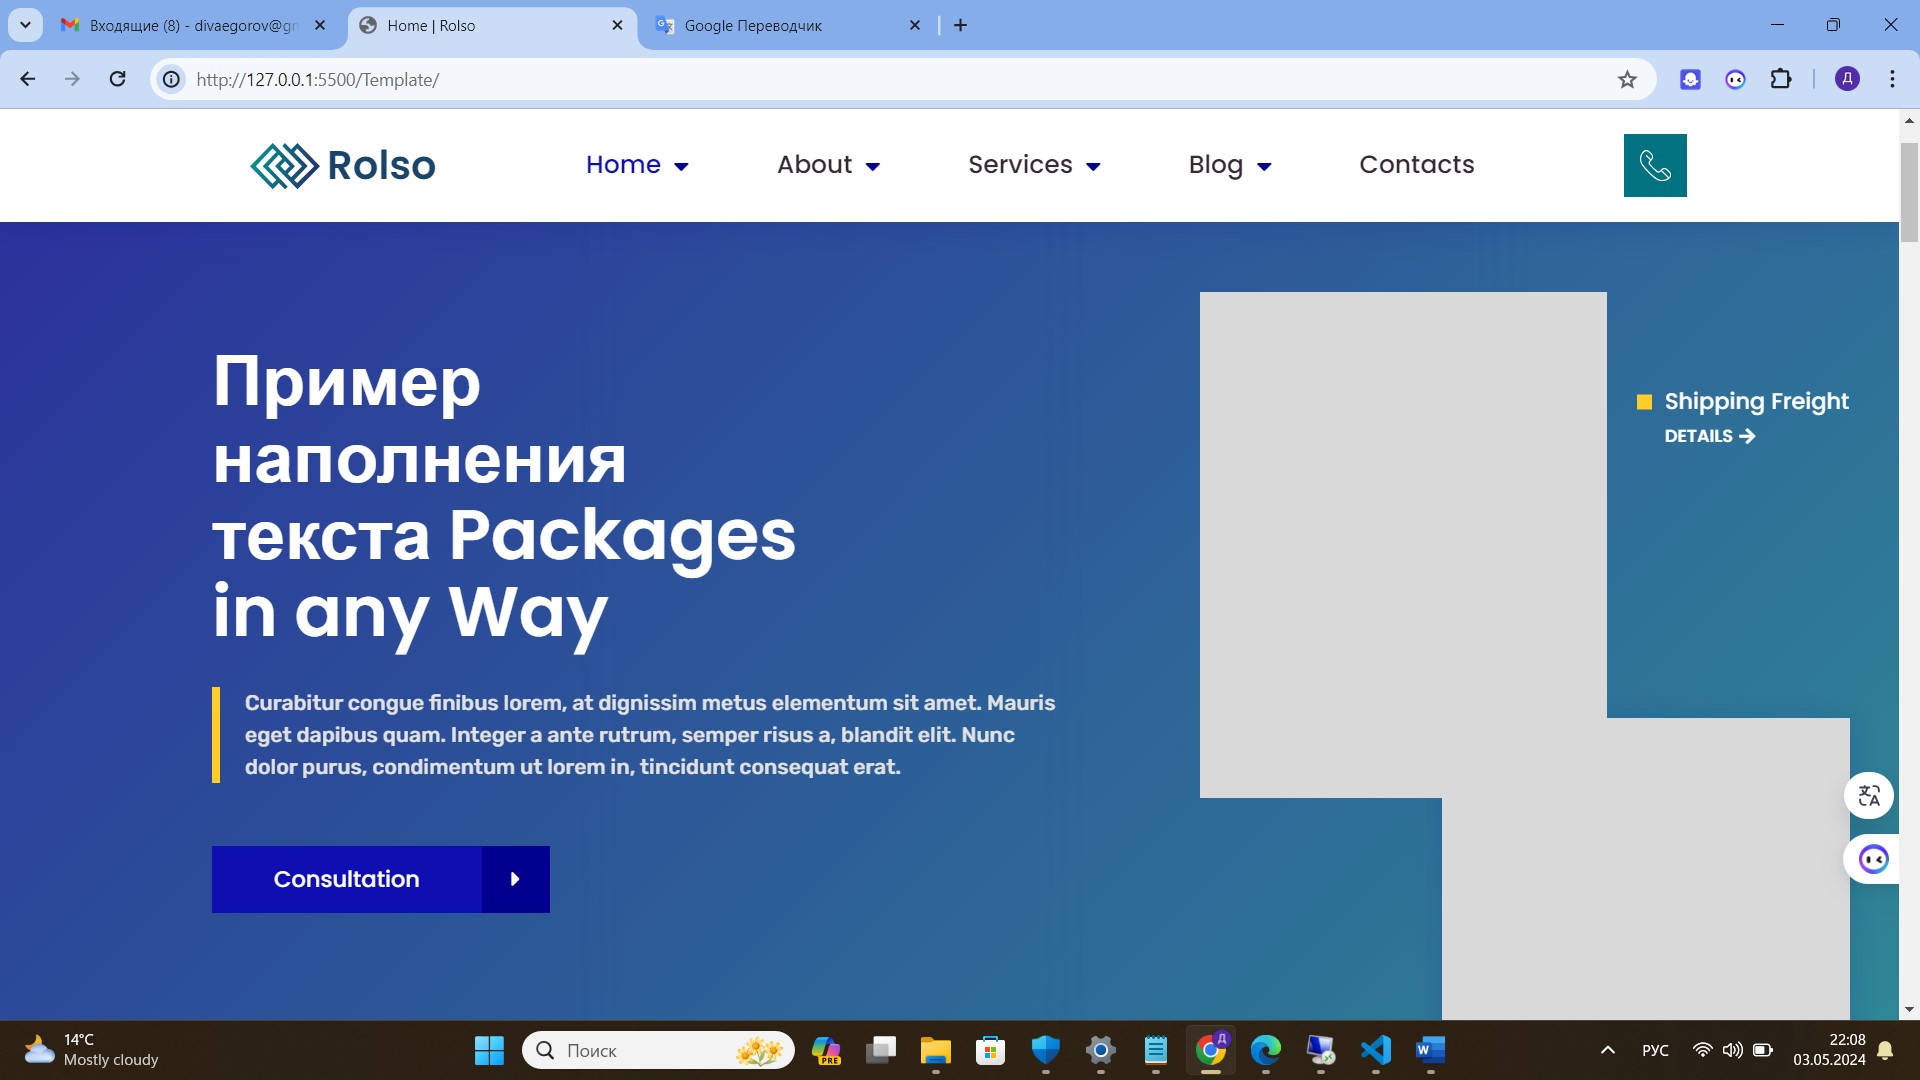 Входящие (8) - divaegorov@gm
Home | Rolso
Google Переводчик
http://127.0.0.1:5500/Template/
Д
Rolso
Home
About
Services
Blog
Contacts
Пример
наполнения
текста Packages
in any Way
Shipping Freight
DETAILS
Curabitur congue finibus lorem, at dignissim metus elementum sit amet. Mauris
eget dapibus quam. Integer a ante rutrum, semper risus a, blandit elit. Nunc
dolor purus, condimentum ut lorem in, tincidunt consequat erat.
Consultation
14°C
Mostly cloudy
Поиск
PRE
Д
W
РУС
22:08
03.05.2024